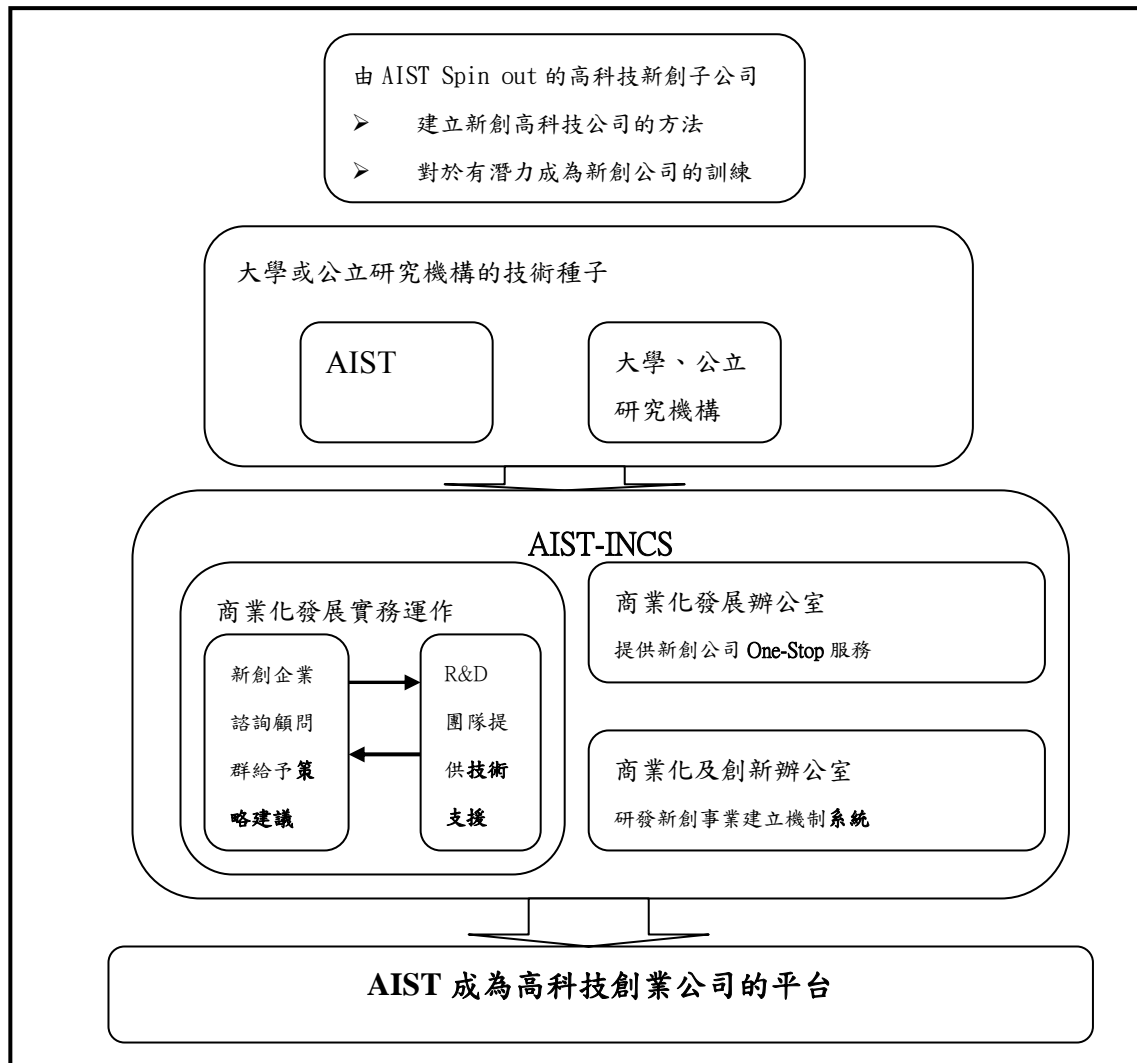 由 AIST Spin out 的高科技新創子公司
➢ 建立新創高科技公司的方法
➢ 對於有潛力成為新創公司的訓練
大學或公立研究機構的技術種子
AIST
大學、公立
研究機構
AIST-INCS
商業化發展實務運作
新創企業
諮詢顧問
群給予策
略建議
R&D
團隊提
供技術
支援
商業化發展辦公室
提供新創公司 One-Stop 服務
商業化及創新辦公室
研發新創事業建立機制系統
AIST 成為高科技創業公司的平台